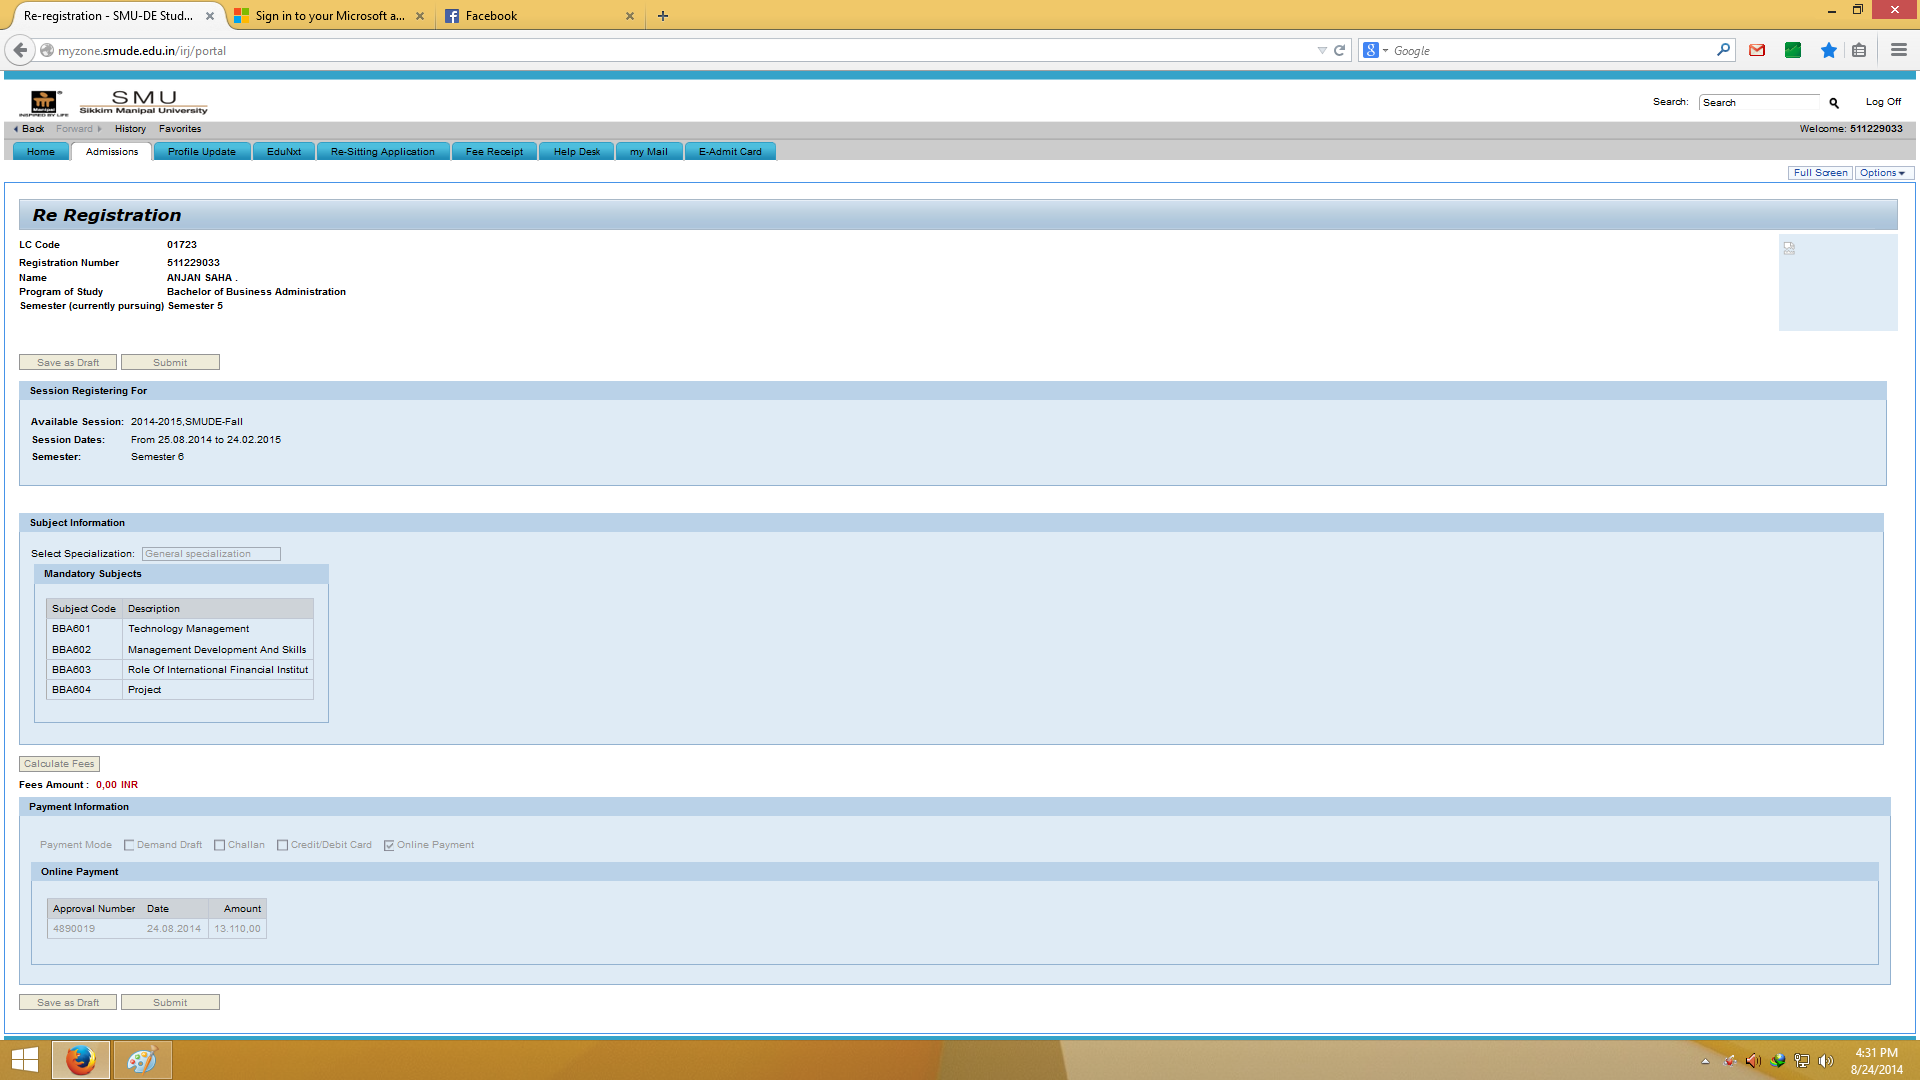 Re-registration - SMU-DE Stud...
Sign in to your Microsoft a...
Facebook
myzone.smude.edu.in/irj/portal
Google
Manipal
INSPIRED BY LIFE
SMU
Sikkim Manipal University
Search:
Search
Log Off
Back
Forward
History
Favorites
Welcome: 511229033
Home
Admissions
Profile Update
EduNxt
Re-Sitting Application
Fee Receipt
Help Desk
my Mail
E-Admit Card
Full Screen
Options
Re Registration
LC Code 01723
Registration Number 511229033
Name ANJAN SAHA .
Program of Study Bachelor of Business Administration
Semester (currently pursuing) Semester 5
Save as Draft
Submit
Session Registering For
Available Session: 2014-2015,SMUDE-Fall
Session Dates: From 25.08.2014 to 24.02.2015
Semester: Semester 6
Subject Information
Select Specialization: General specialization
Mandatory Subjects
Subject Code Description
BBA601 Technology Management
BBA602 Management Development And Skills
BBA603 Role Of International Financial Institut
BBA604 Project
Calculate Fees
Fees Amount : 0,00 INR
Payment Information
Payment Mode Demand Draft Challan Credit/Debit Card Online Payment
Online Payment
Approval Number Date Amount
4890019 24.08.2014 13.110,00
Save as Draft
Submit
4:31 PM
8/24/2014